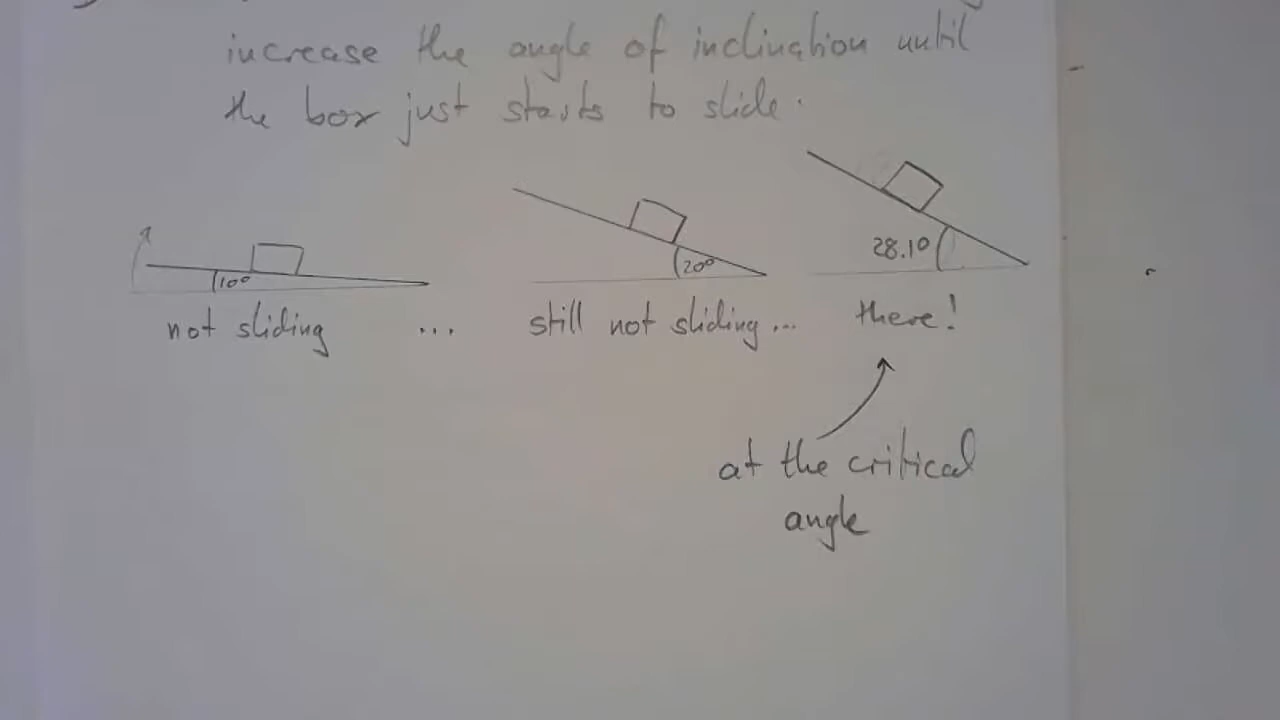 increase the angle of inclination until
the box just starts to slide.
10°
20°
28.1°
not sliding ... still not sliding... there!
at the critical
angle